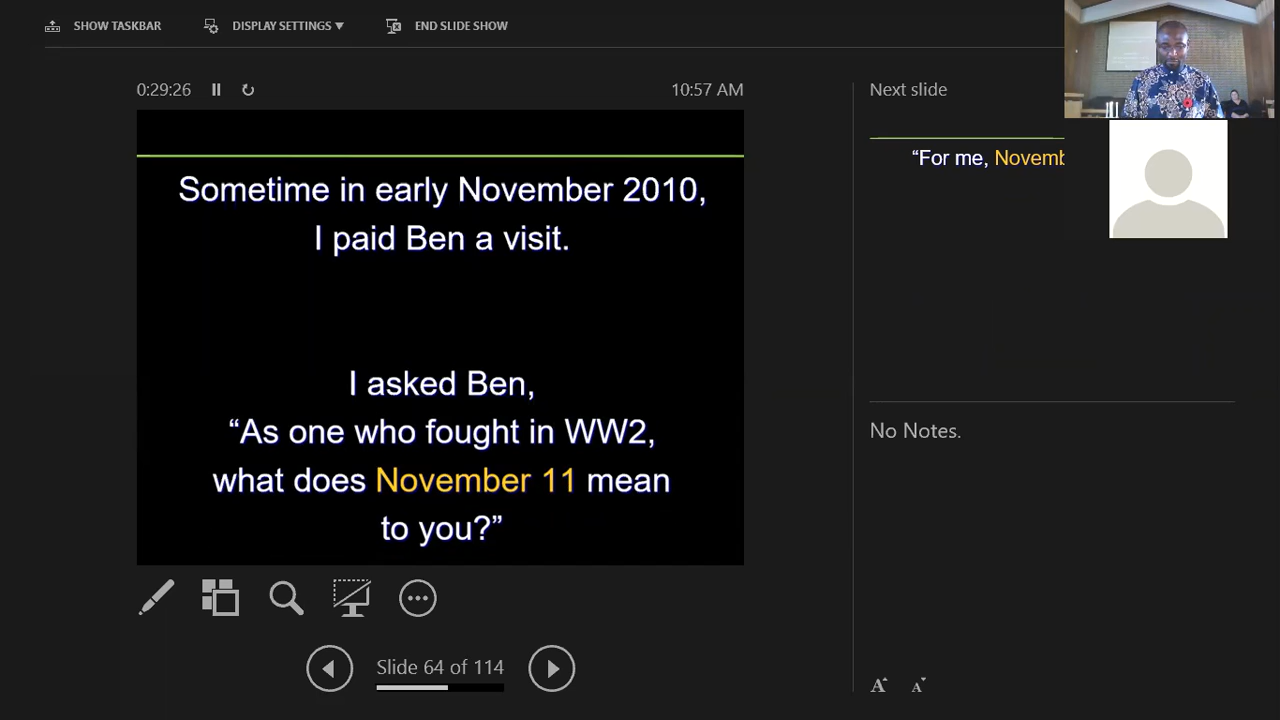 SHOW TASKBAR DISPLAY SETTINGS ▼ END SLIDE SHOW
0:29:26 10:57 AM
Sometime in early November 2010,
I paid Ben a visit.
I asked Ben,
“As one who fought in WW2,
what does November 11 mean
to you?”
Slide 64 of 114
Next slide
“For me, Novemb
No Notes.
A A